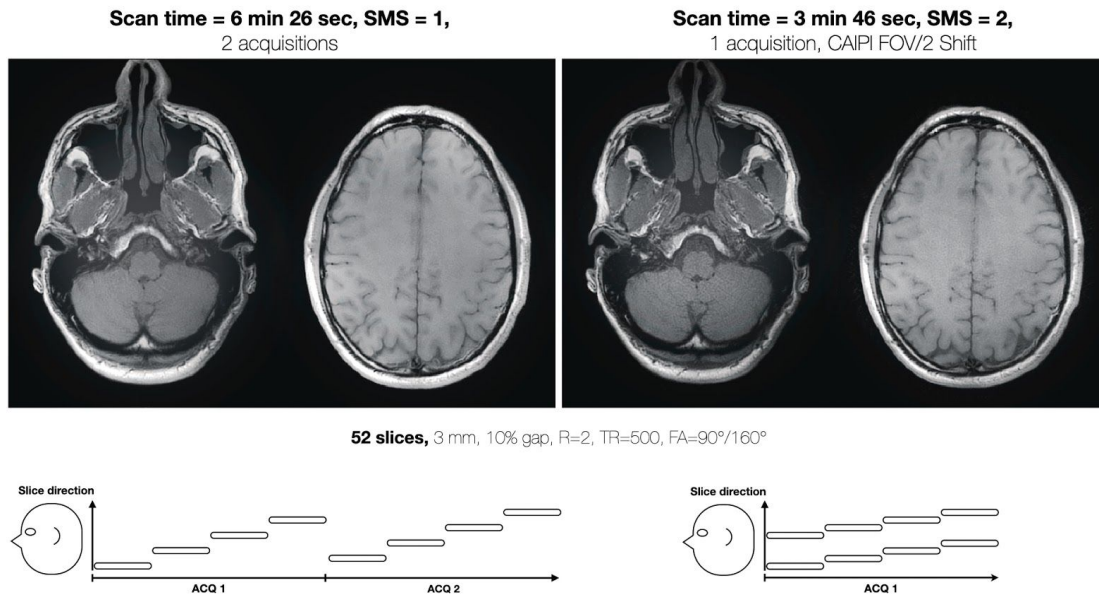 Scan time = 6 min 26 sec, SMS = 1,
2 acquisitions
Scan time = 3 min 46 sec, SMS = 2,
1 acquisition, CAIPI FOV/2 Shift
52 slices, 3 mm, 10% gap, R=2, TR=500, FA=90°/160°
Slice direction
ACQ 1
ACQ 2
Slice direction
ACQ 1